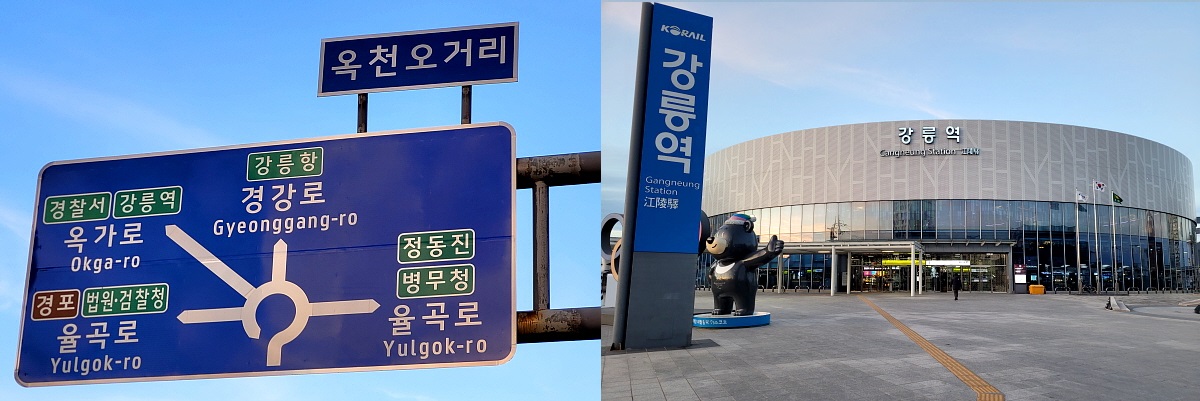 옥천오거리
강릉항
경강로
Gyeonggang-ro
경찰서 강릉역
옥가로
Okga-ro
경포 법원·검찰청
율곡로
Yulgok-ro
정동진
병무청
율곡로
Yulgok-ro
KORAIL
강릉역
Gangneung
Station
江陵驛
강릉역
Gangneung Station 江陵驛